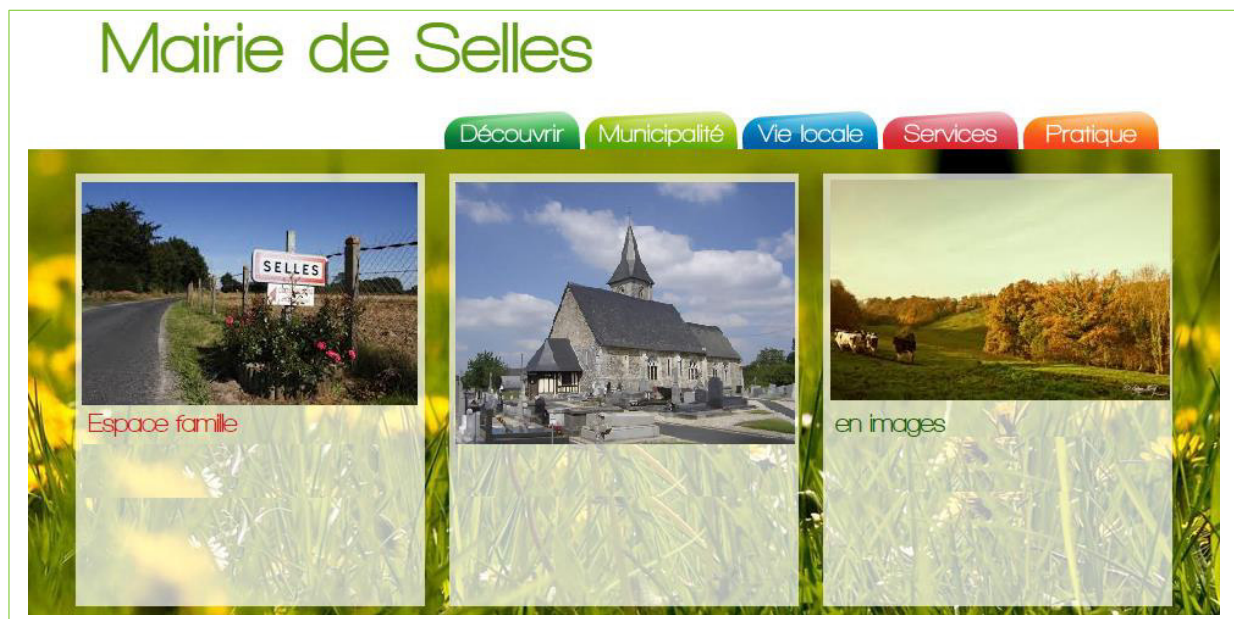 Mairie de Selles
Découvrir Municipalité Vie locale Services Pratique
SELLES
Espace famille
en images